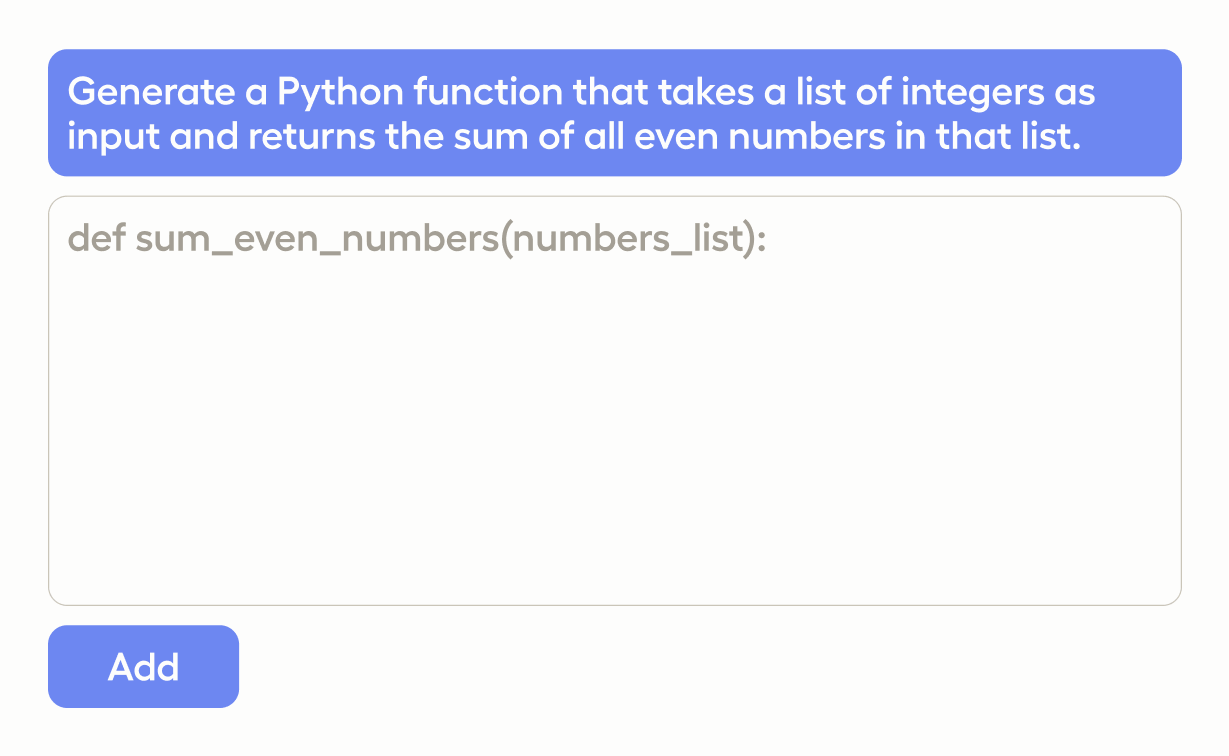 Generate a Python function that takes a list of integers as
input and returns the sum of all even numbers in that list.
def sum_even_numbers(numbers_list):
Add